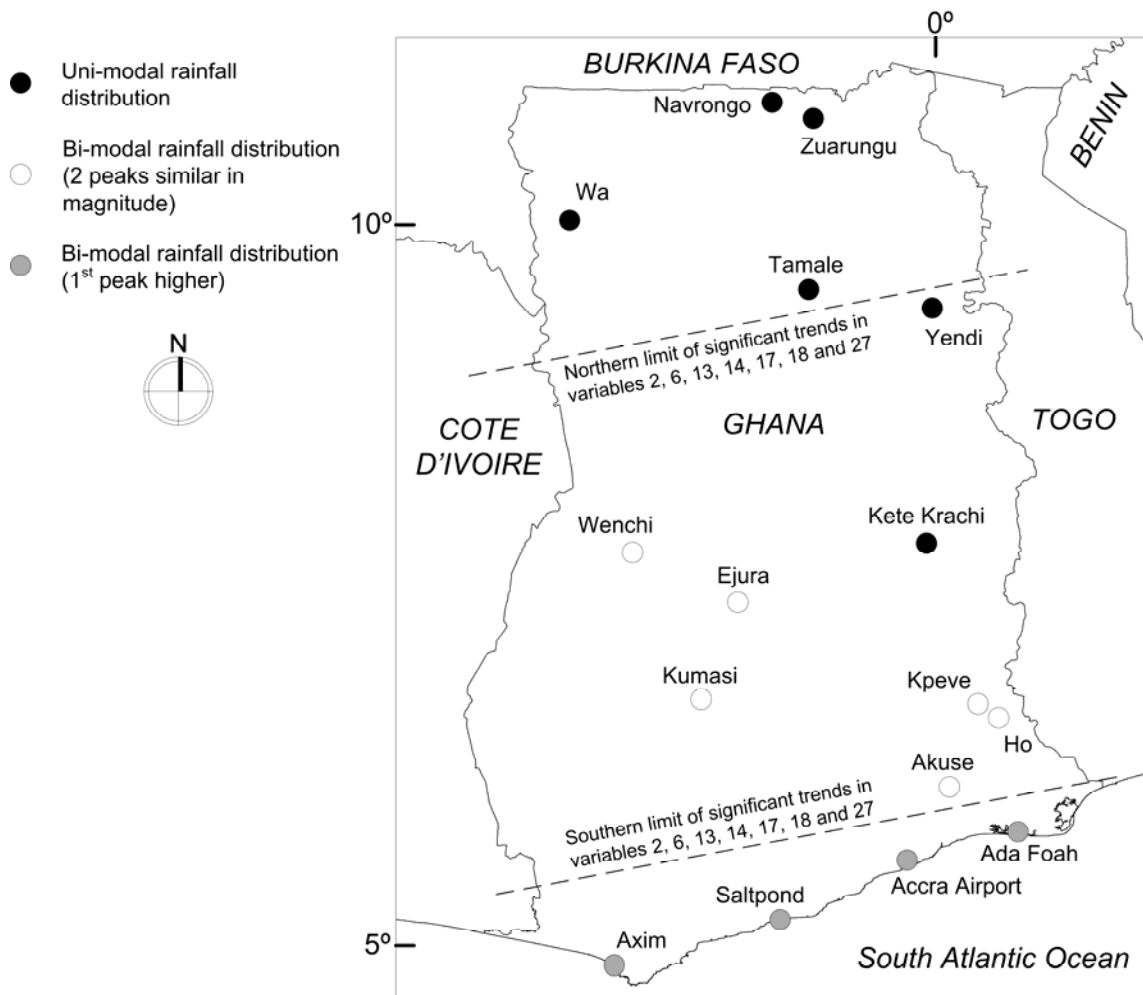 Uni-modal rainfall
distribution
Bi-modal rainfall distribution
(2 peaks similar in
magnitude)
Bi-modal rainfall distribution
(1st peak higher)
N
0º
BURKINA FASO
BENIN
Navrongo
Zuarungu
Wa
10º
Tamale
Yendi
Northern limit of significant trends in
variables 2, 6, 13, 14, 17, 18 and 27
COTE
D'IVOIRE
GHANA
TOGO
Wenchi
Kete Krachi
Ejura
Kumasi
Kpeve
Ho
Akuse
Southern limit of significant trends in
variables 2, 6, 13, 14, 17, 18 and 27
Ada Foah
Accra Airport
Saltpond
Axim
5º
South Atlantic Ocean